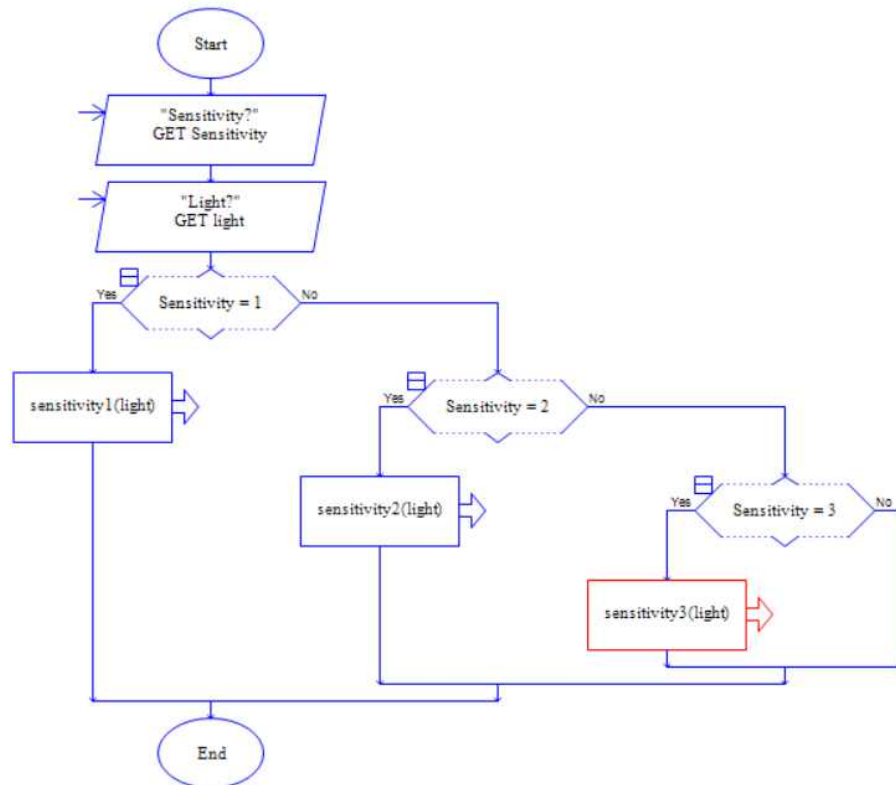 Start
"Sensitivity?"
GET Sensitivity
"Light?"
GET light
Yes
Sensitivity = 1
No
sensitivity1(light)
Yes
Sensitivity = 2
No
sensitivity2(light)
Yes
Sensitivity = 3
No
sensitivity3(light)
End